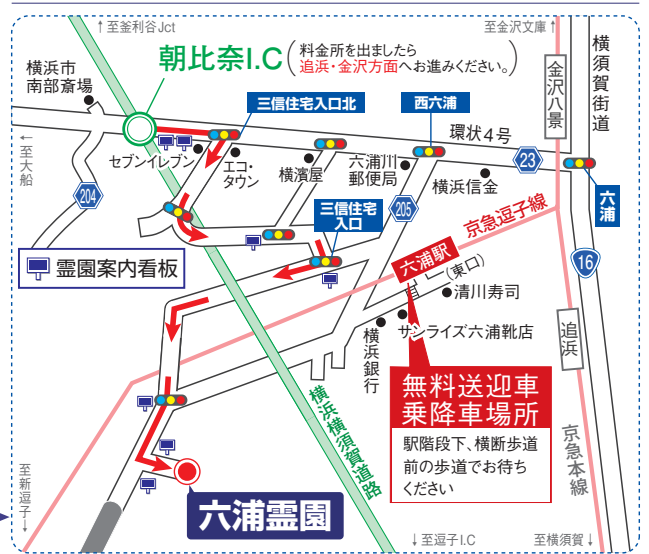 ↑至釜利谷Jct
至金沢文庫↑
朝比奈I.C
料金所を出ましたら
追浜・金沢方面へお進みください。
横浜市
南部斎場
金沢八景
横須賀街道
三信住宅入口北
西六浦
環状4号
23
←至大船
セブンイレブン
エコ・
タウン
横濱屋
六浦川
郵便局
横浜信金
六浦
204
205
三信住宅
入口
京急逗子線
16
霊園案内看板
六浦駅
(東口)
清川寿司
サンライズ六浦靴店
横浜銀行
追浜
無料送迎車
乗降車場所
駅階段下、横断歩道
前の歩道でお待ち
ください
横浜横須賀道路
京急本線
至新逗子↓
六浦霊園
↓至逗子I.C
至横須賀↓